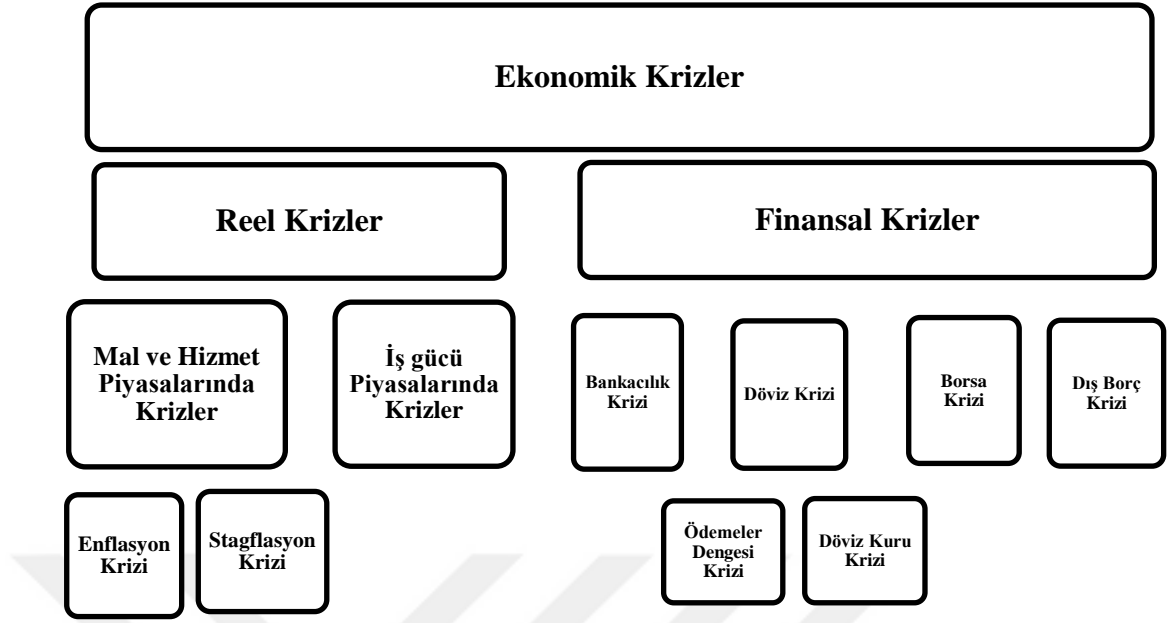 Ekonomik Krizler
Reel Krizler
Finansal Krizler
Mal ve Hizmet
Piyasalarında
Krizler
İş gücü
Piyasalarında
Krizler
Bankacılık
Krizi
Döviz Krizi
Borsa
Krizi
Dış Borç
Krizi
Enflasyon
Krizi
Stagflasyon
Krizi
Ödemeler
Dengesi
Krizi
Döviz Kuru
Krizi